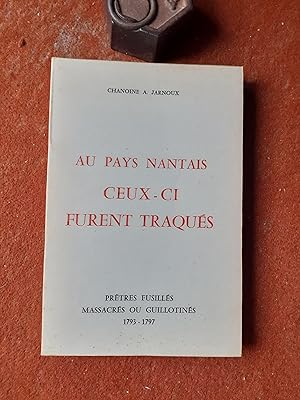 CHANOINE A. JARNOUX
AU PAYS NANTAIS
CEUX-CI
FURENT TRAQUÉS
PRÊTRES FUSILLÉS
MASSACRÉS OU GUILLOTINÉS
1793-1797